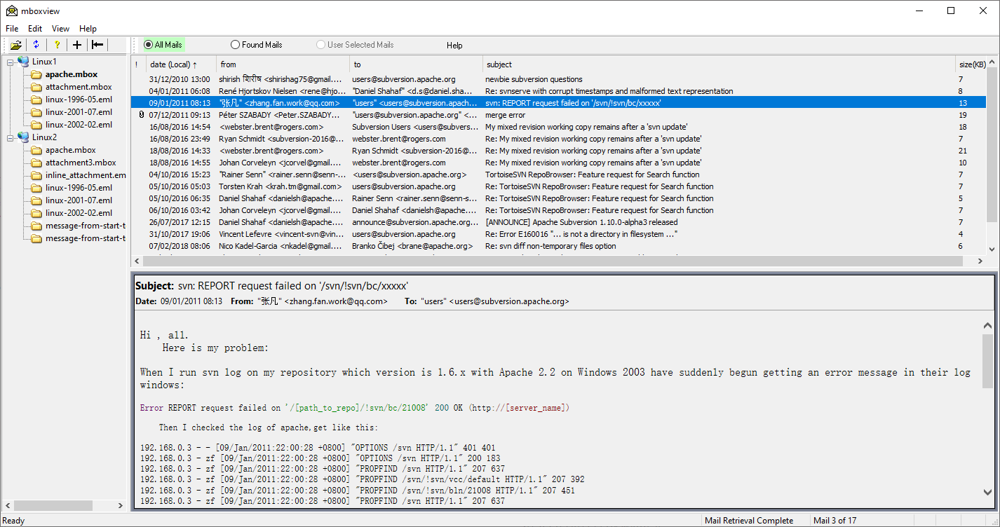 mboxview
File Edit View Help
All Mails Found Mails User Selected Mails Help
Linux1
apache.mbox
attachment.mbox
linux-1996-05.eml
linux-2001-07.eml
linux-2002-02.eml
Linux2
apache.mbox
attachment3.mbox
inline_attachment.em
linux-1996-05.eml
linux-2001-07.eml
linux-2002-02.eml
message-from-start-t
message-from-start-t
! date (Local) ↑ from to subject size(KB)
31/12/2010 13:00 shirish शिरीष <shirishag75@gmail.... users@subversion.apache.org newbie subversion questions 7
04/01/2011 06:08 René Hjortskov Nielsen <rene@hjo... "Daniel Shahaf" <d.s@daniel.sha... Re: svnserve with corrupt timestamps and malformed text representation 8
09/01/2011 08:13 "张凡" <zhang.fan.work@qq.com> "users" <users@subversion.apach... svn: REPORT request failed on '/svn/!svn/bc/xxxxx' 13
07/12/2011 09:13 Péter SZABADY <Peter.SZABADY... "users@subversion.apache.org" <... merge error 19
16/08/2016 14:54 <webster.brent@rogers.com> Subversion Users <users@subvers... My mixed revision working copy remains after a 'svn update' 18
16/08/2016 23:49 Ryan Schmidt <subversion-2016@... webster.brent@rogers.com Re: My mixed revision working copy remains after a 'svn update' 7
18/08/2016 14:33 <webster.brent@rogers.com> Ryan Schmidt <subversion-2016@... Re: My mixed revision working copy remains after a 'svn update' 21
18/08/2016 14:55 Johan Corveleyn <jcorvel@gmail.... webster.brent@rogers.com Re: My mixed revision working copy remains after a 'svn update' 10
04/10/2016 15:23 "Rainer Senn" <rainer.senn@senn-... <users@subversion.apache.org> TortoiseSVN RepoBrowser: Feature request for Search function 7
05/10/2016 05:03 Torsten Krah <krah.tm@gmail.com> users@subversion.apache.org Re: TortoiseSVN RepoBrowser: Feature request for Search function 7
05/10/2016 06:35 Daniel Shahaf <danielsh@apache.... Rainer Senn <rainer.senn@senn-s... Re: TortoiseSVN RepoBrowser: Feature request for Search function 5
06/10/2016 03:42 Johan Corveleyn <jcorvel@gmail.... Daniel Shahaf <danielsh@apache.... Re: TortoiseSVN RepoBrowser: Feature request for Search function 7
26/07/2017 12:15 Daniel Shahaf <danielsh@apache.... announce@subversion.apache.org... [ANNOUNCE] Apache Subversion 1.10.0-alpha3 released 7
31/10/2017 19:06 Vincent Lefevre <vincent-svn@vin... users@subversion.apache.org Re: Error E160016 "... is not a directory in filesystem ..." 4
07/02/2018 08:06 Nico Kadel-Garcia <nkadel@gmail.... Branko Čibej <brane@apache.org> Re: svn diff non-temporary files option 6
Subject: svn: REPORT request failed on '/svn/!svn/bc/xxxxx'
Date: 09/01/2011 08:13 From: "张凡" <zhang.fan.work@qq.com> To: "users" <users@subversion.apache.org>
Hi , all.
Here is my problem:
When I run svn log on my repository which version is 1.6.x with Apache 2.2 on Windows 2003 have suddenly begun getting an error message in their log
windows:
Error REPORT request failed on '/[path_to_repo]/!svn/bc/21008' 200 OK (http://[server_name])
Then I checked the log of apache,get like this:
192.168.0.3 - - [09/Jan/2011:22:00:28 +0800] "OPTIONS /svn HTTP/1.1" 401 401
192.168.0.3 - zf [09/Jan/2011:22:00:28 +0800] "OPTIONS /svn HTTP/1.1" 200 183
192.168.0.3 - zf [09/Jan/2011:22:00:28 +0800] "PROPFIND /svn HTTP/1.1" 207 637
192.168.0.3 - zf [09/Jan/2011:22:00:28 +0800] "PROPFIND /svn/!svn/vcc/default HTTP/1.1" 207 392
192.168.0.3 - zf [09/Jan/2011:22:00:28 +0800] "PROPFIND /svn/!svn/bln/21008 HTTP/1.1" 207 451
192.168.0.3 - zf [09/Jan/2011:22:00:28 +0800] "PROPFIND /svn HTTP/1.1" 207 637
Ready Mail Retrieval Complete Mail 3 of 17